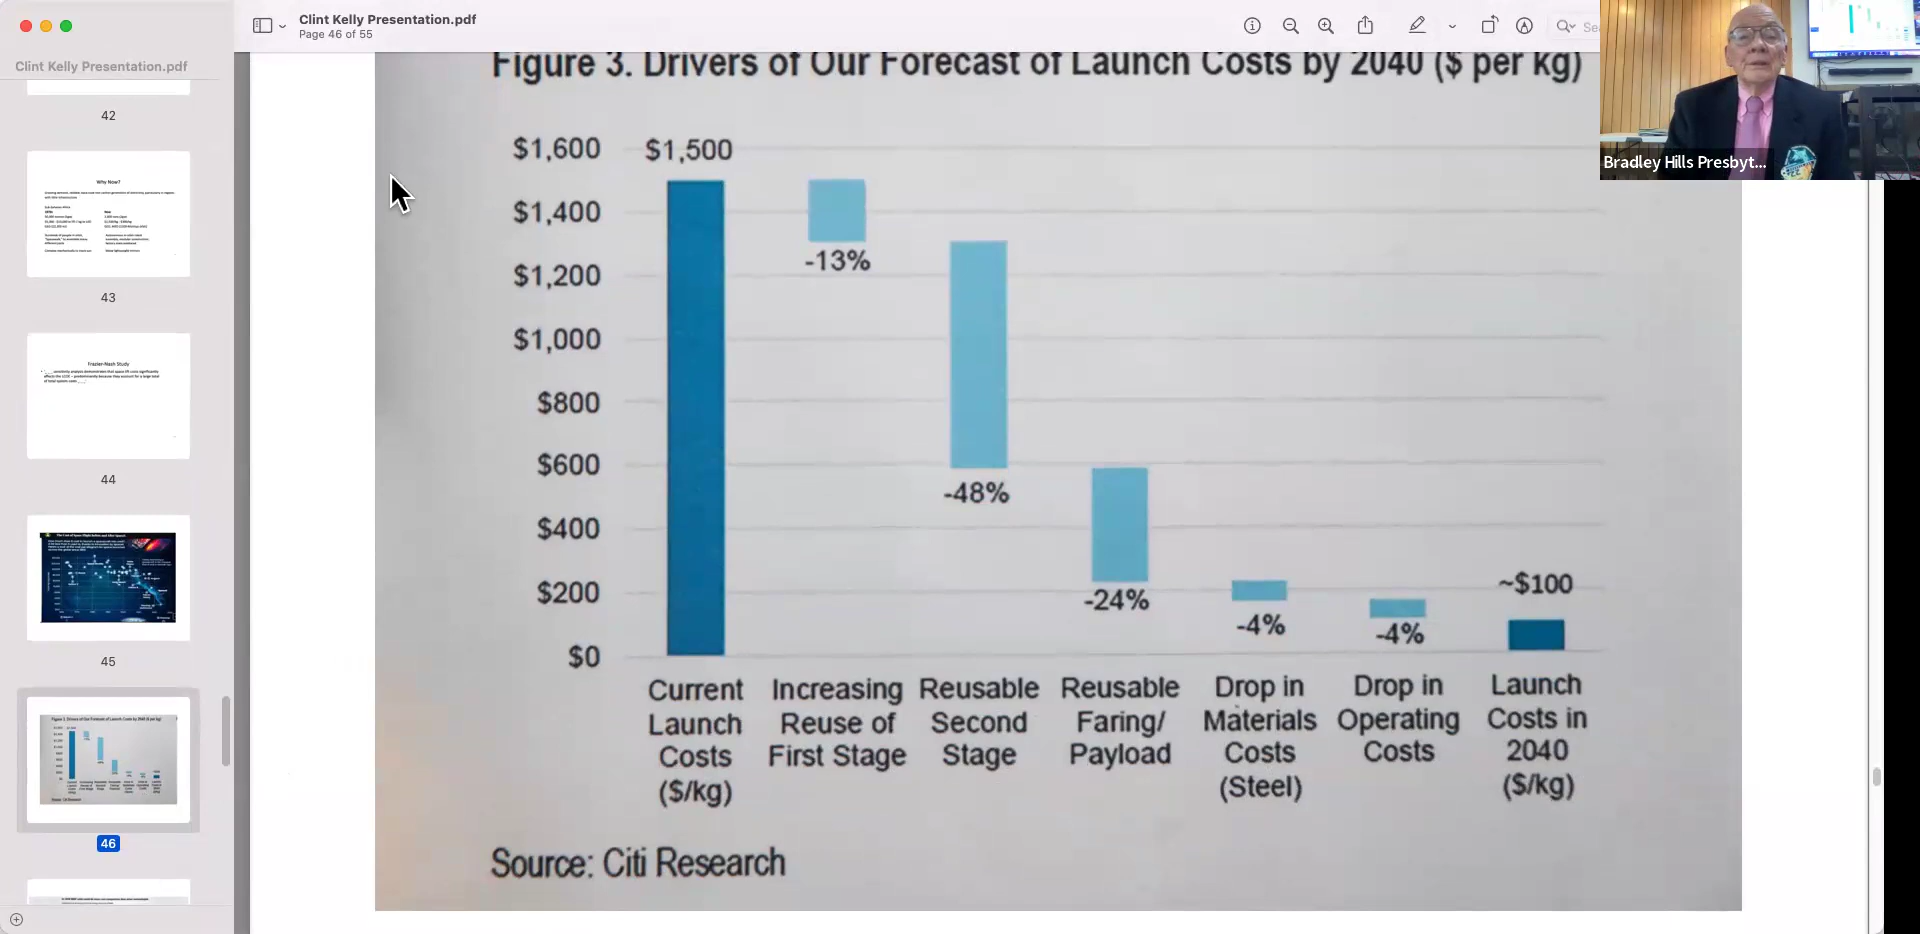 Clint Kelly Presentation.pdf
Page 46 of 55
Clint Kelly Presentation.pdf
42
Why Now?
43
Frazier-Nash Study
44
45
46
Figure 3. Drivers of Our Forecast of Launch Costs by 2040 ($ per kg)
$1,600
$1,500
$1,400
$1,200
$1,000
$800
$600
$400
$200
$0
-13%
-48%
-24%
-4%
-4%
~$100
Current
Launch
Costs
($/kg)
Increasing
Reuse of
First Stage
Reusable
Second
Stage
Reusable
Faring/
Payload
Drop in
Materials
Costs
(Steel)
Drop in
Operating
Costs
Launch
Costs in
2040
($/kg)
Source: Citi Research
Bradley Hills Presbyt...